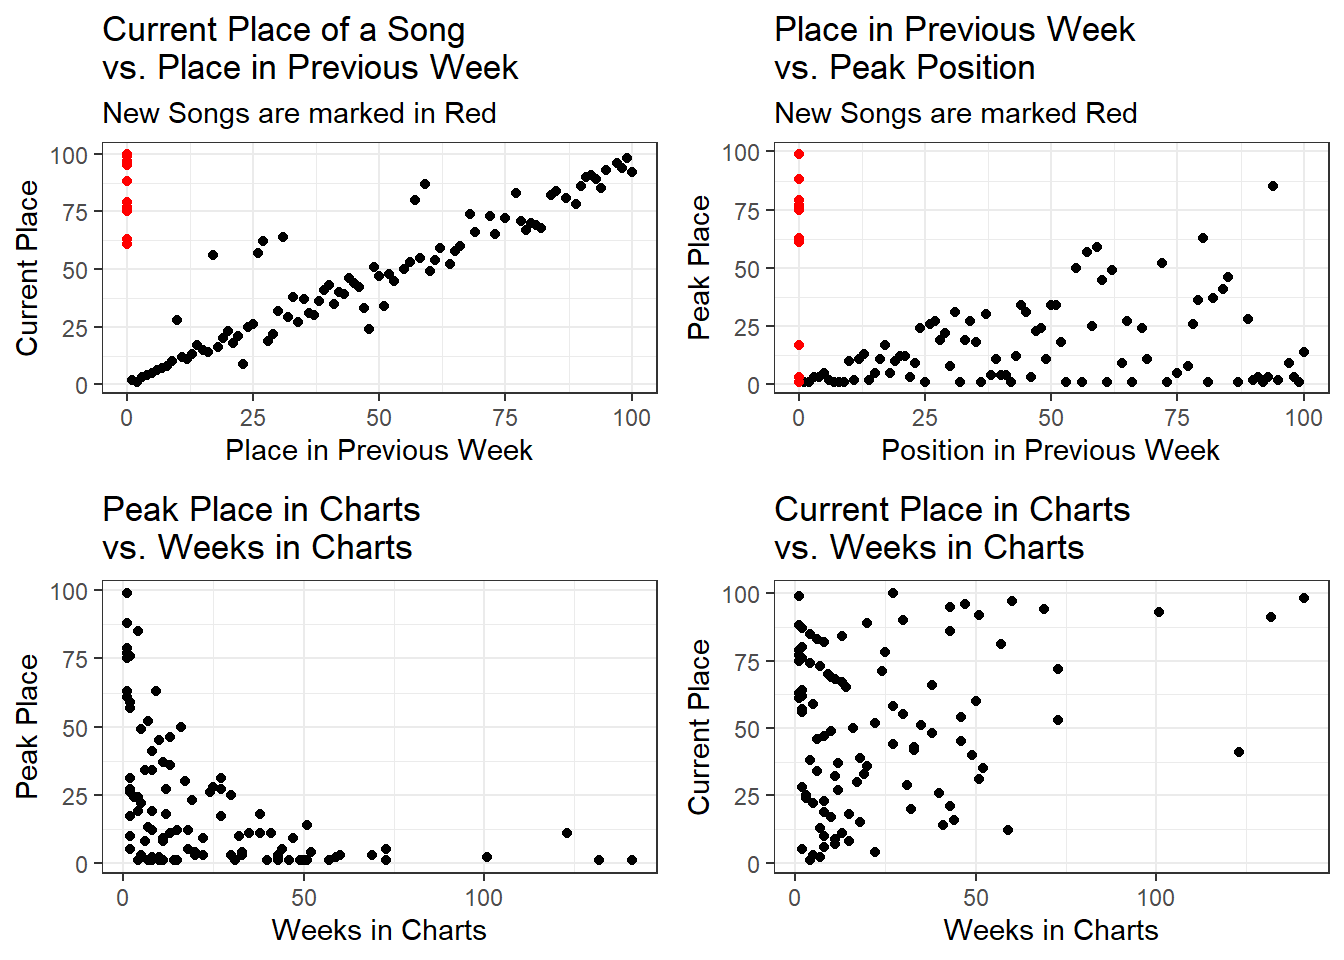 Current Place of a Song
vs. Place in Previous Week
New Songs are marked in Red
100
75
50
25
0
Current Place
0
25
50
75
100
Place in Previous Week
Place in Previous Week
vs. Peak Position
New Songs are marked Red
100
75
50
25
0
Peak Place
0
25
50
75
100
Position in Previous Week
Peak Place in Charts
vs. Weeks in Charts
100
75
50
25
0
Peak Place
0
50
100
Weeks in Charts
Current Place in Charts
vs. Weeks in Charts
100
75
50
25
0
Current Place
0
50
100
Weeks in Charts